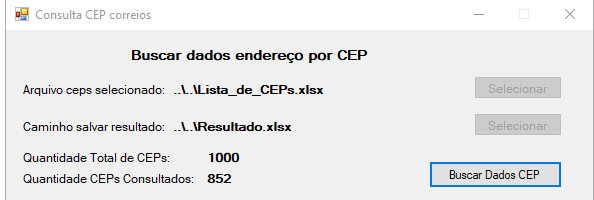 Consulta CEP correios
Buscar dados endereço por CEP
Arquivo ceps selecionado: ..\..\Lista_de_CEPs.xlsx Selecionar
Caminho salvar resultado: ..\..\Resultado.xlsx Selecionar
Quantidade Total de CEPs: 1000
Quantidade CEPs Consultados: 852
Buscar Dados CEP